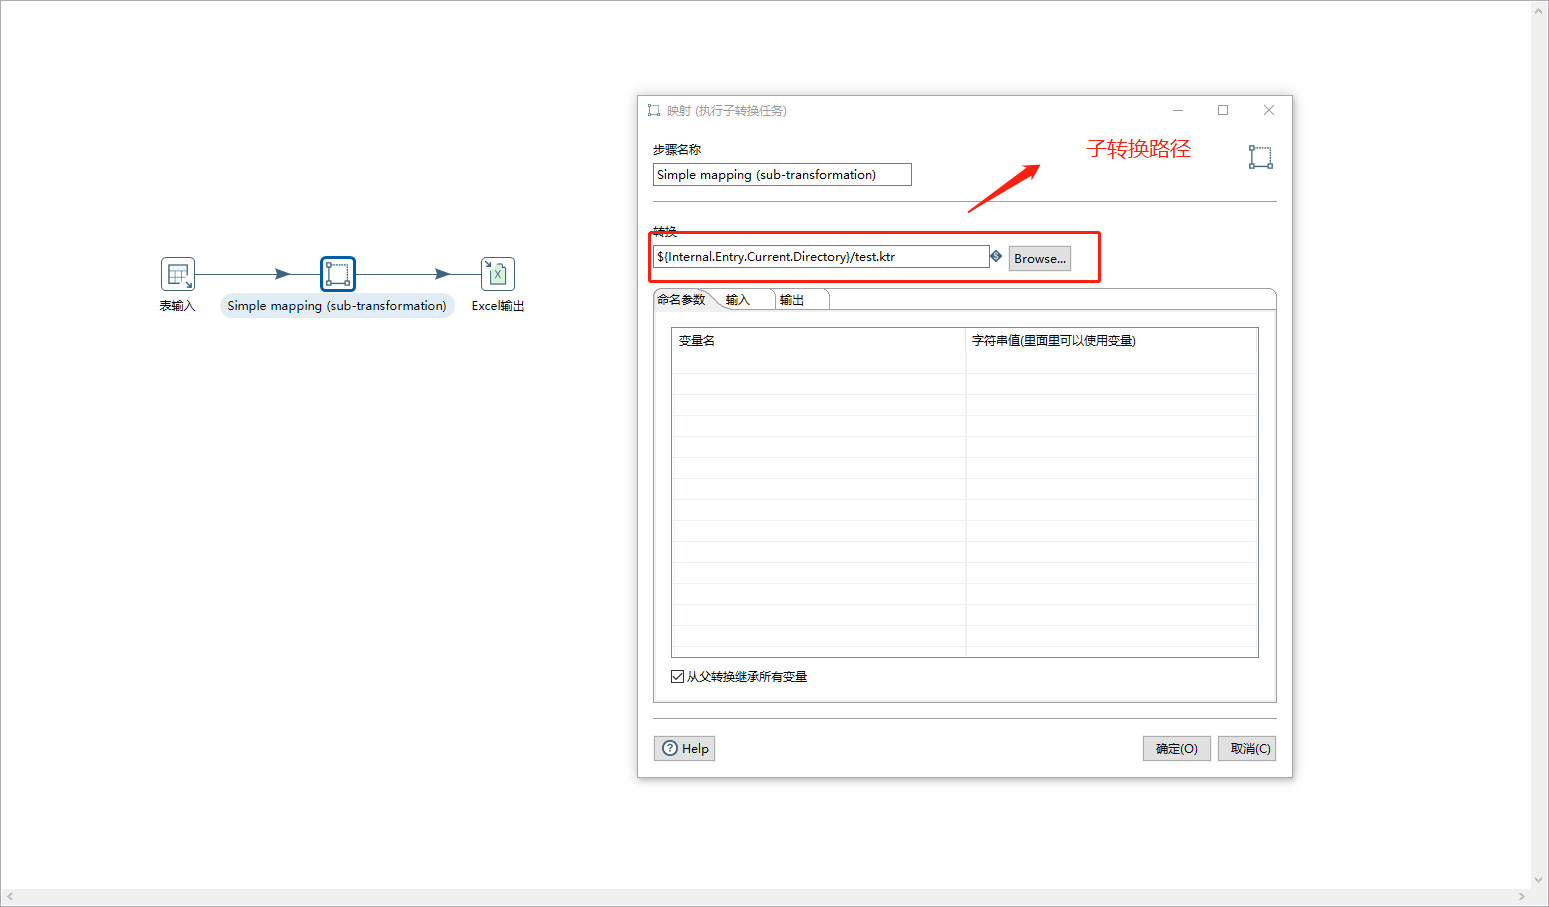 映射 (执行子转换任务)
子转换路径
步骤名称
Simple mapping (sub-transformation)
转换
${Internal.Entry.Current.Directory}/test.ktr
Browse...
命名参数 输入 输出
变量名 字符串值(里面里可以使用变量)
从父转换继承所有变量
Help 确定(O) 取消(C)
表输入 Simple mapping (sub-transformation) Excel输出